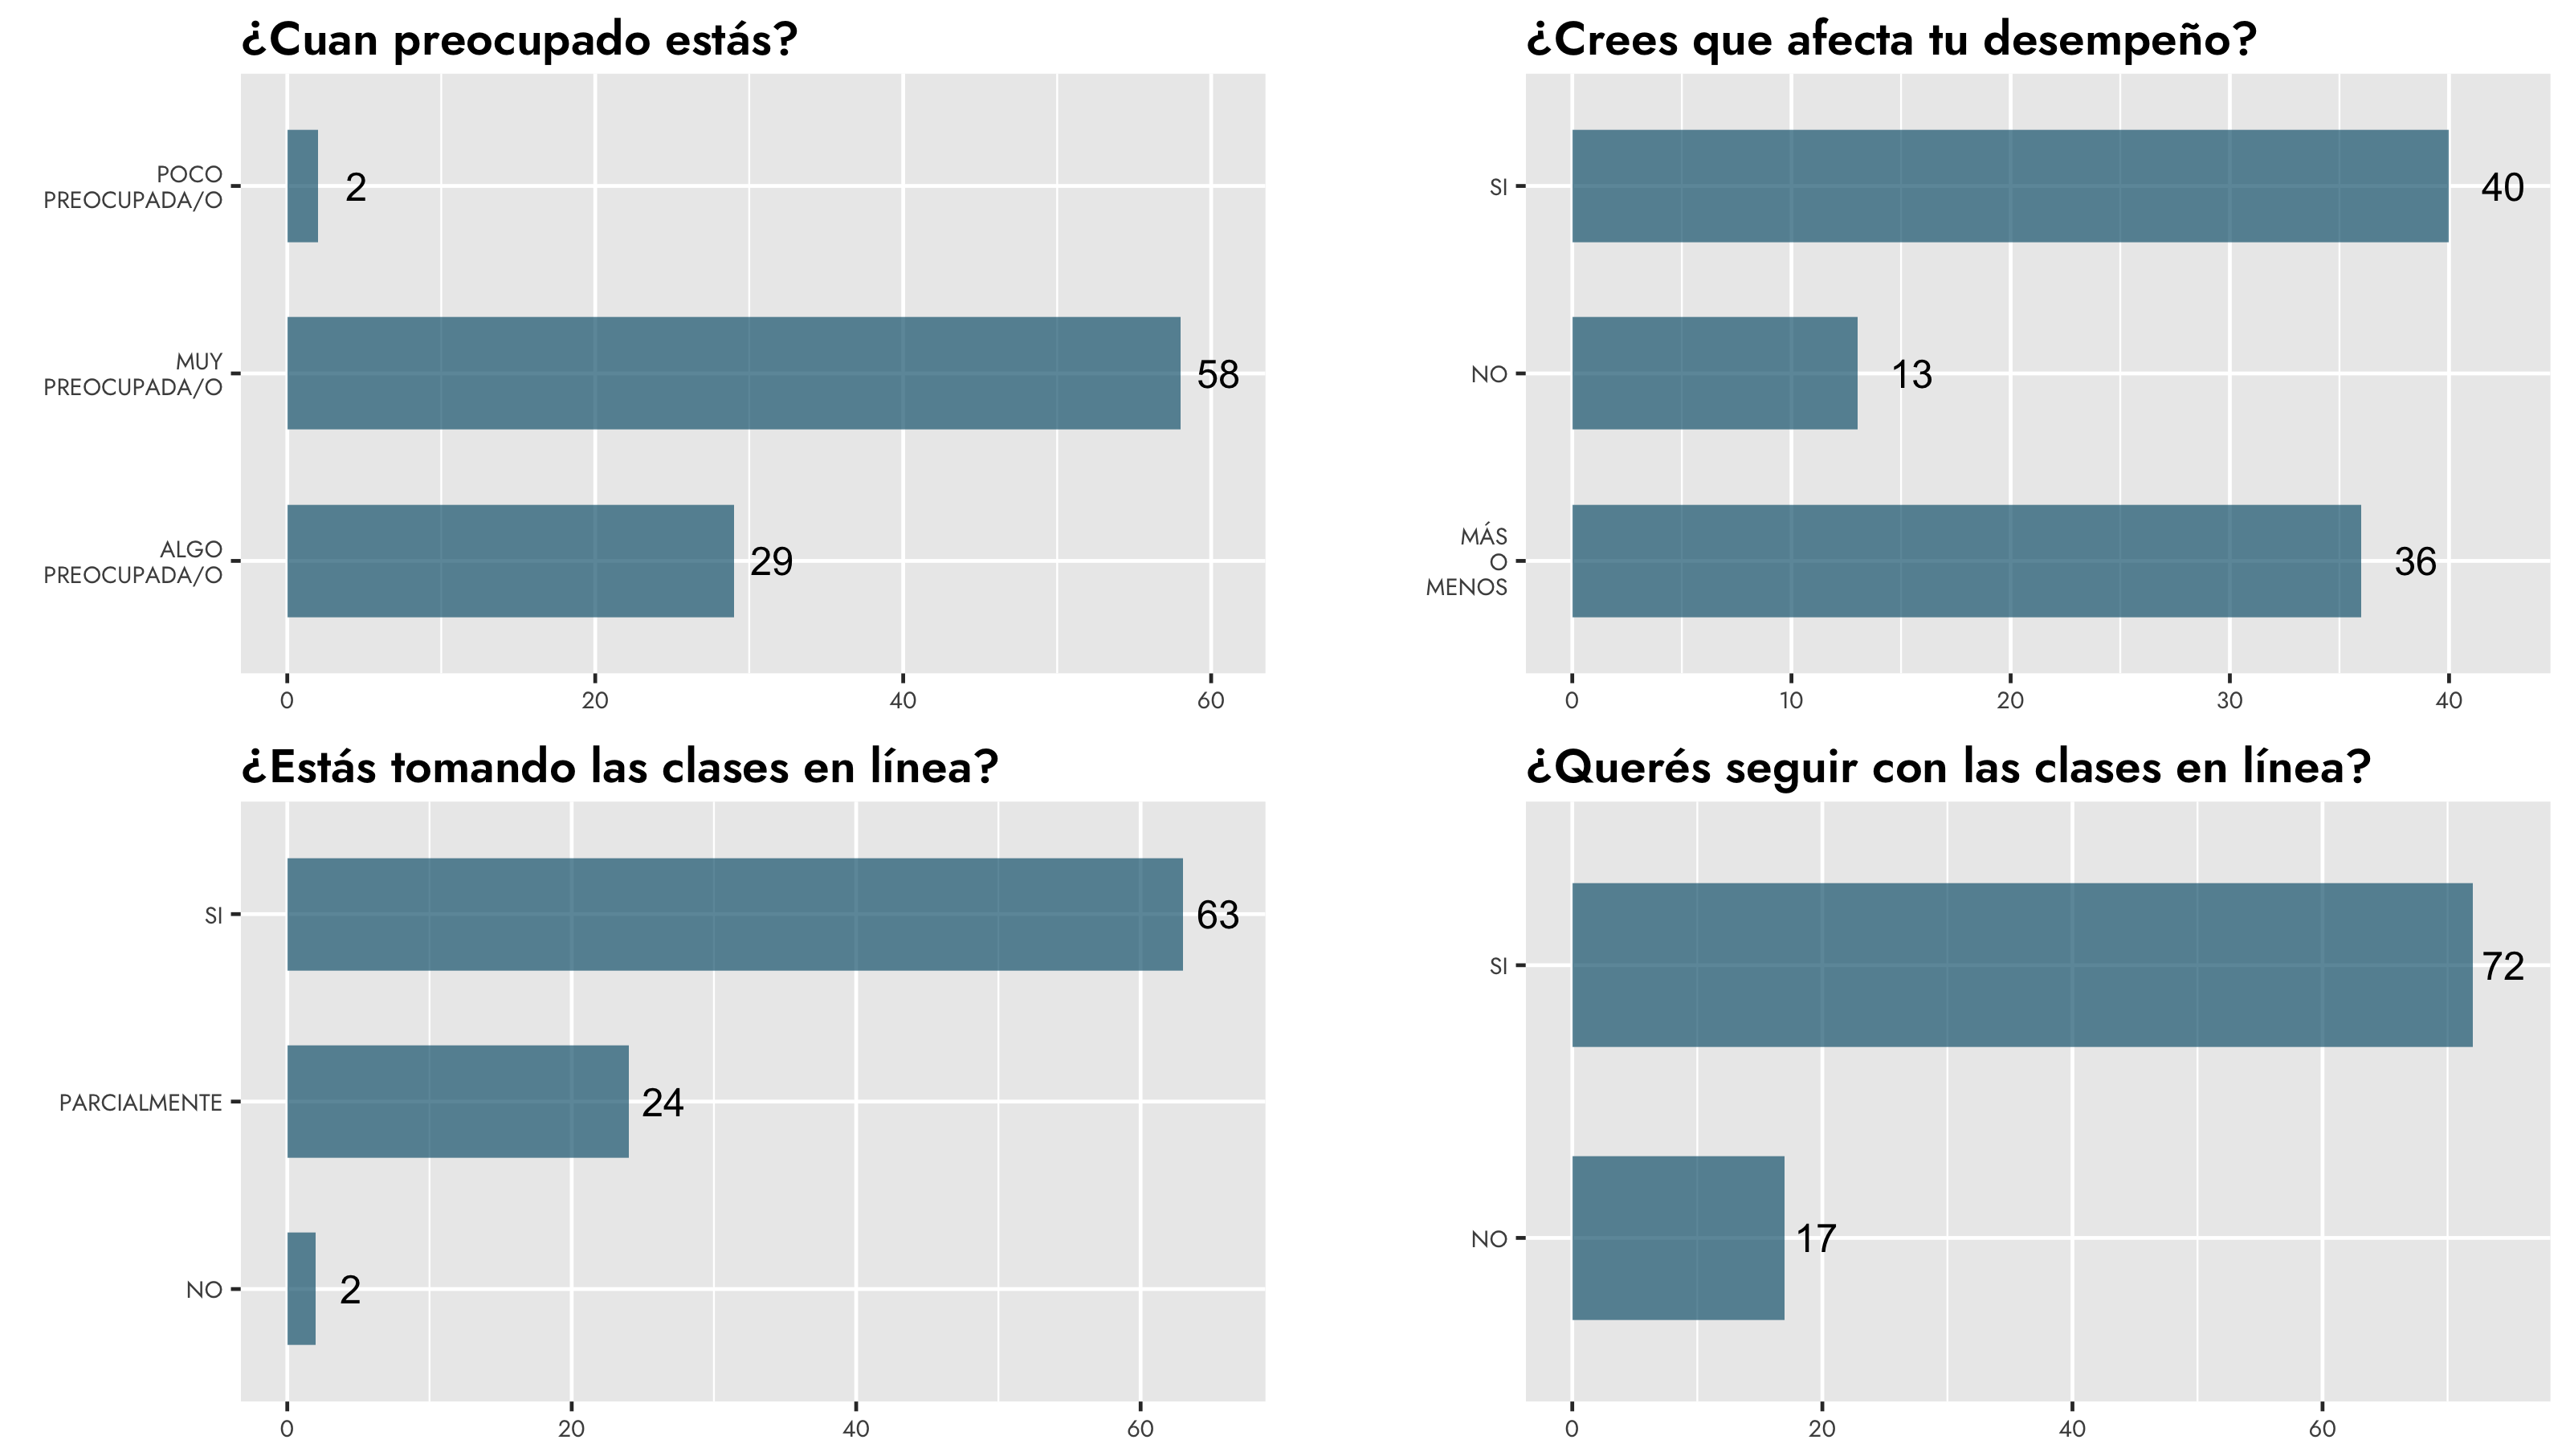 ¿Cuan preocupado estás?
POCO
PREOCUPADA/O
2
MUY
PREOCUPADA/O
58
ALGO
PREOCUPADA/O
29
0 20 40 60
¿Crees que afecta tu desempeño?
SI
40
NO
13
MÁS
O
MENOS
36
0 10 20 30 40
¿Estás tomando las clases en línea?
SI
63
PARCIALMENTE
24
NO
2
0 20 40 60
¿Querés seguir con las clases en línea?
SI
72
NO
17
0 20 40 60